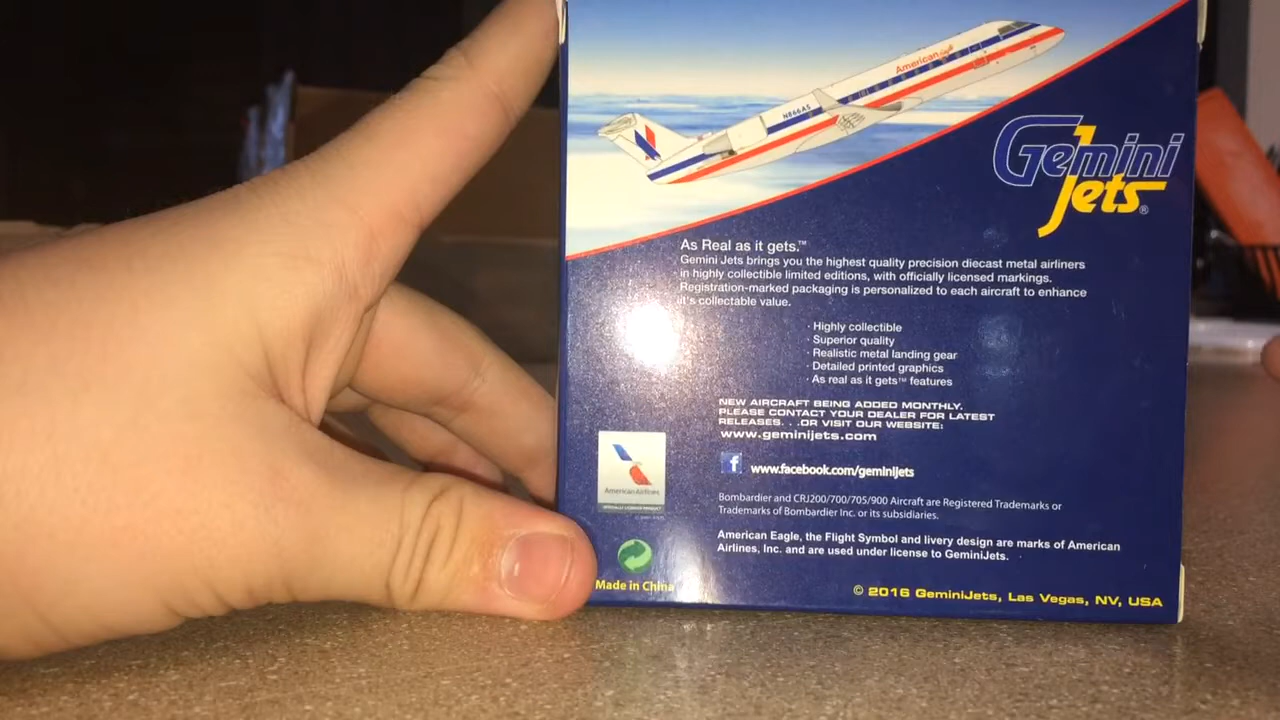 American Eagle
N866AS
Gemini
Jets®
As Real as it gets.™
Gemini Jets brings you the highest quality precision diecast metal airliners
in highly collectible limited editions, with officially licensed markings.
Registration-marked packaging is personalized to each aircraft to enhance
it's collectable value.
· Highly collectible
· Superior quality
· Realistic metal landing gear
· Detailed printed graphics
· As real as it gets™ features
NEW AIRCRAFT BEING ADDED MONTHLY.
PLEASE CONTACT YOUR DEALER FOR LATEST
RELEASES. . .OR VISIT OUR WEBSITE:
www.geminijets.com
f www.facebook.com/geminijets
American Airlines
OFFICIALLY LICENSED PRODUCT
Bombardier and CRJ200/700/705/900 Aircraft are Registered Trademarks or
Trademarks of Bombardier Inc. or its subsidiaries.
American Eagle, the Flight Symbol and livery design are marks of American
Airlines, Inc. and are used under license to GeminiJets.
Made in China
© 2016 GeminiJets, Las Vegas, NV, USA